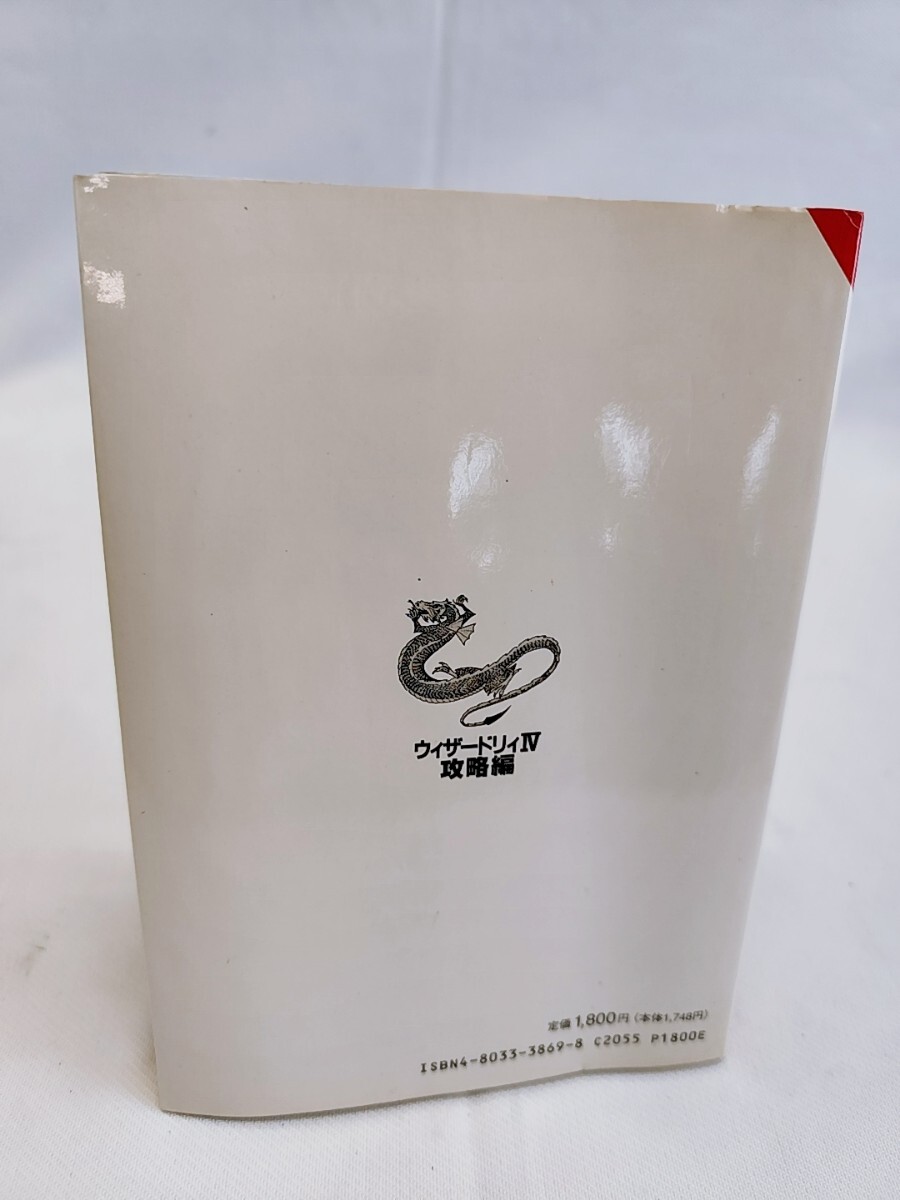 ウィザードリィⅣ
攻略編
定価1,800円(本体1,748円)
ISBN4-8033-3869-8 C2055 P1800E